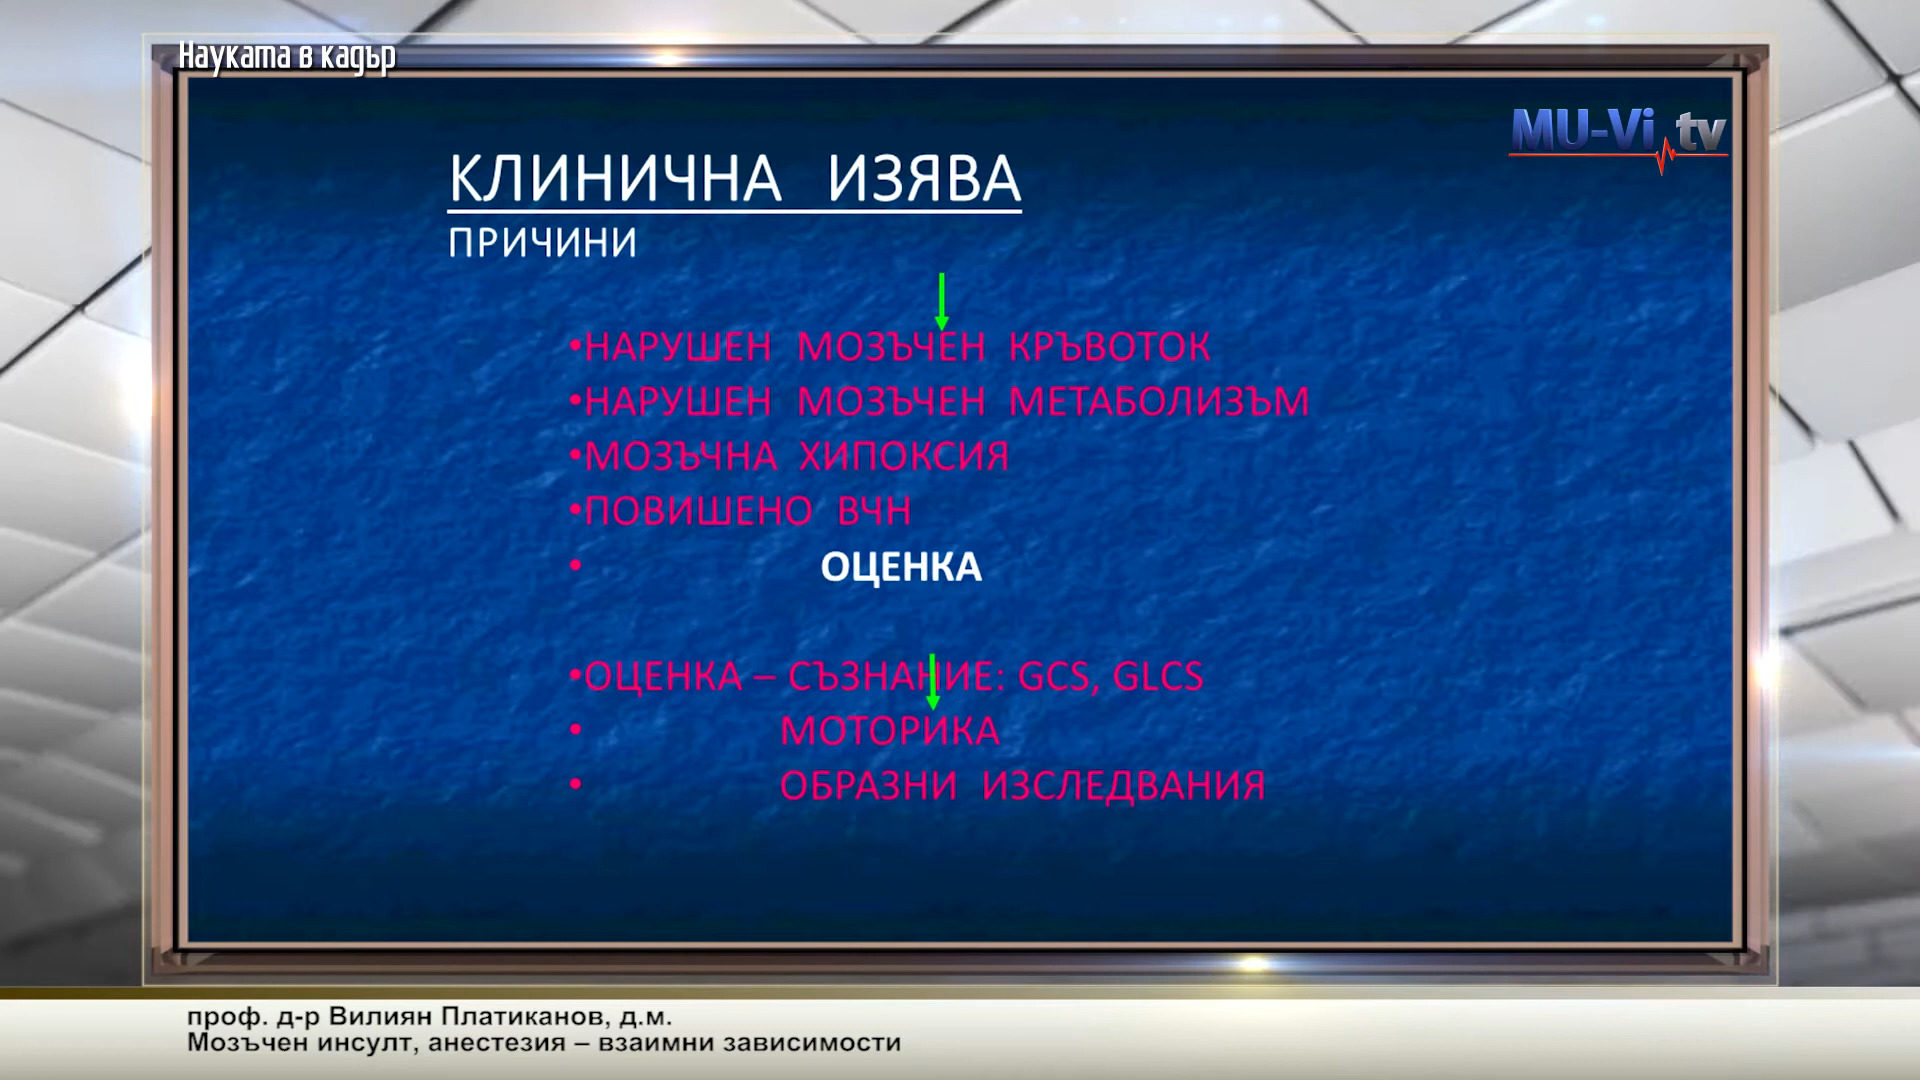 Науката в кадър
MU-Vi.tv
КЛИНИЧНА ИЗЯВА
ПРИЧИНИ
•НАРУШЕН МОЗЪЧЕН КРЪВОТОК
•НАРУШЕН МОЗЪЧЕН МЕТАБОЛИЗЪМ
•МОЗЪЧНА ХИПОКСИЯ
•ПОВИШЕНО ВЧН
• ОЦЕНКА
•ОЦЕНКА – СЪЗНАНИЕ: GCS, GLCS
• МОТОРИКА
• ОБРАЗНИ ИЗСЛЕДВАНИЯ
проф. д-р Вилиян Платиканов, д.м.
Мозъчен инсулт, анестезия – взаимни зависимости